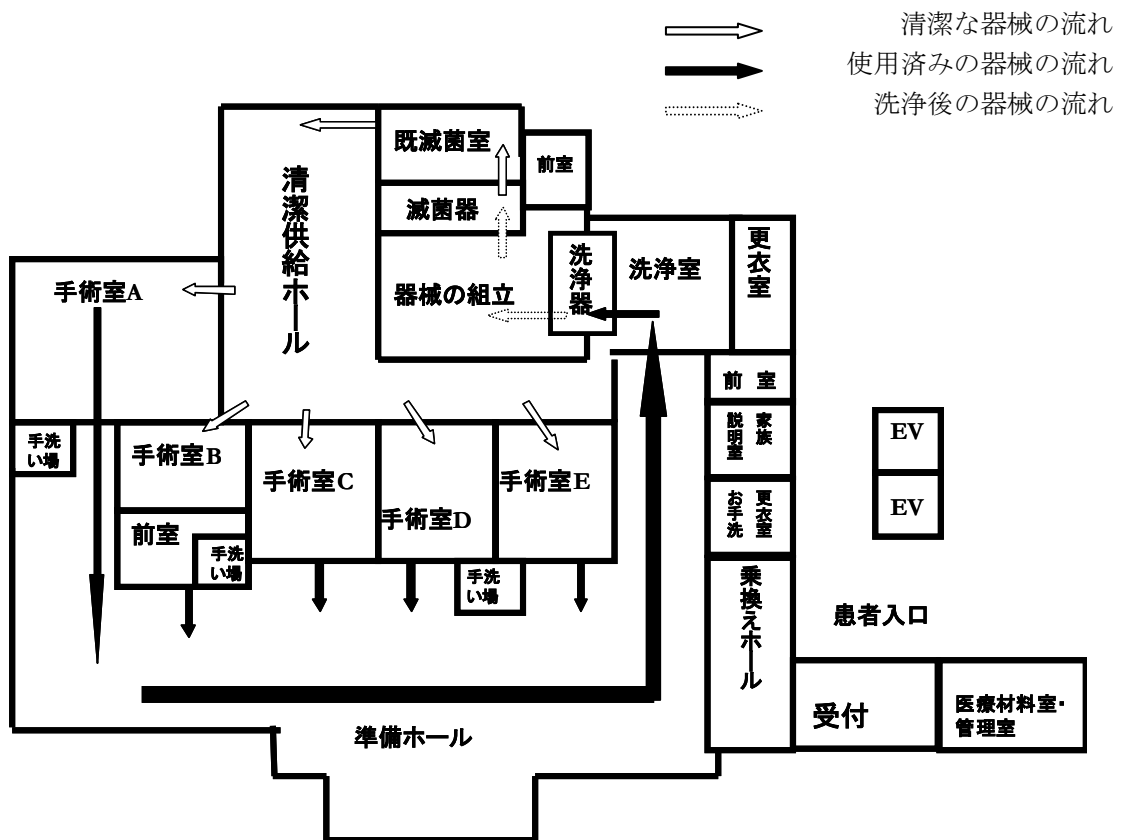 清潔な器械の流れ
使用済みの器械の流れ
洗浄後の器械の流れ
既滅菌室
前室
滅菌器
清潔供給ホール
器械の組立
洗浄器
洗浄室
更衣室
手術室A
前 室
手洗
い場
手術室B
前室
手洗
い場
手術室C
手術室D
手洗
い場
手術室E
家族
説明室
更衣室
お手洗
乗換えホール
EV
EV
患者入口
受付
医療材料室・
管理室
準備ホール